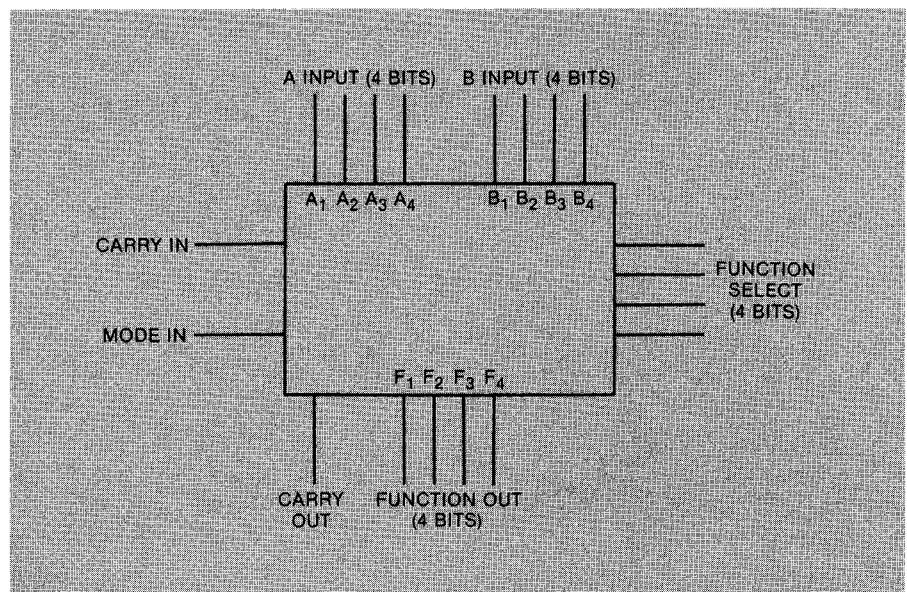 A INPUT (4 BITS) B INPUT (4 BITS)
A1 A2 A3 A4 B1 B2 B3 B4
CARRY IN
FUNCTION
SELECT
(4 BITS)
MODE IN
F1 F2 F3 F4
CARRY
OUT
FUNCTION OUT
(4 BITS)